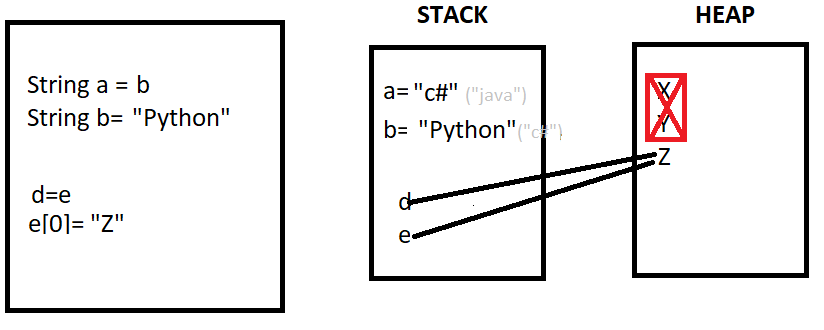 String a = b
String b= "Python"
d=e
e[0]= "Z"
STACK
a= "c#" ("java")
b= "Python"("c#")
d
e
HEAP
X
Y
Z